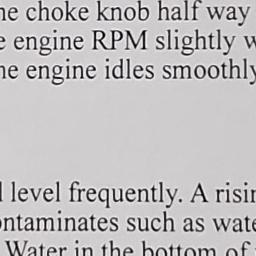 he choke knob half way
e engine RPM slightly w
he engine idles smoothly
l level frequently. A risin
ontaminates such as wate
Water in the bottom of